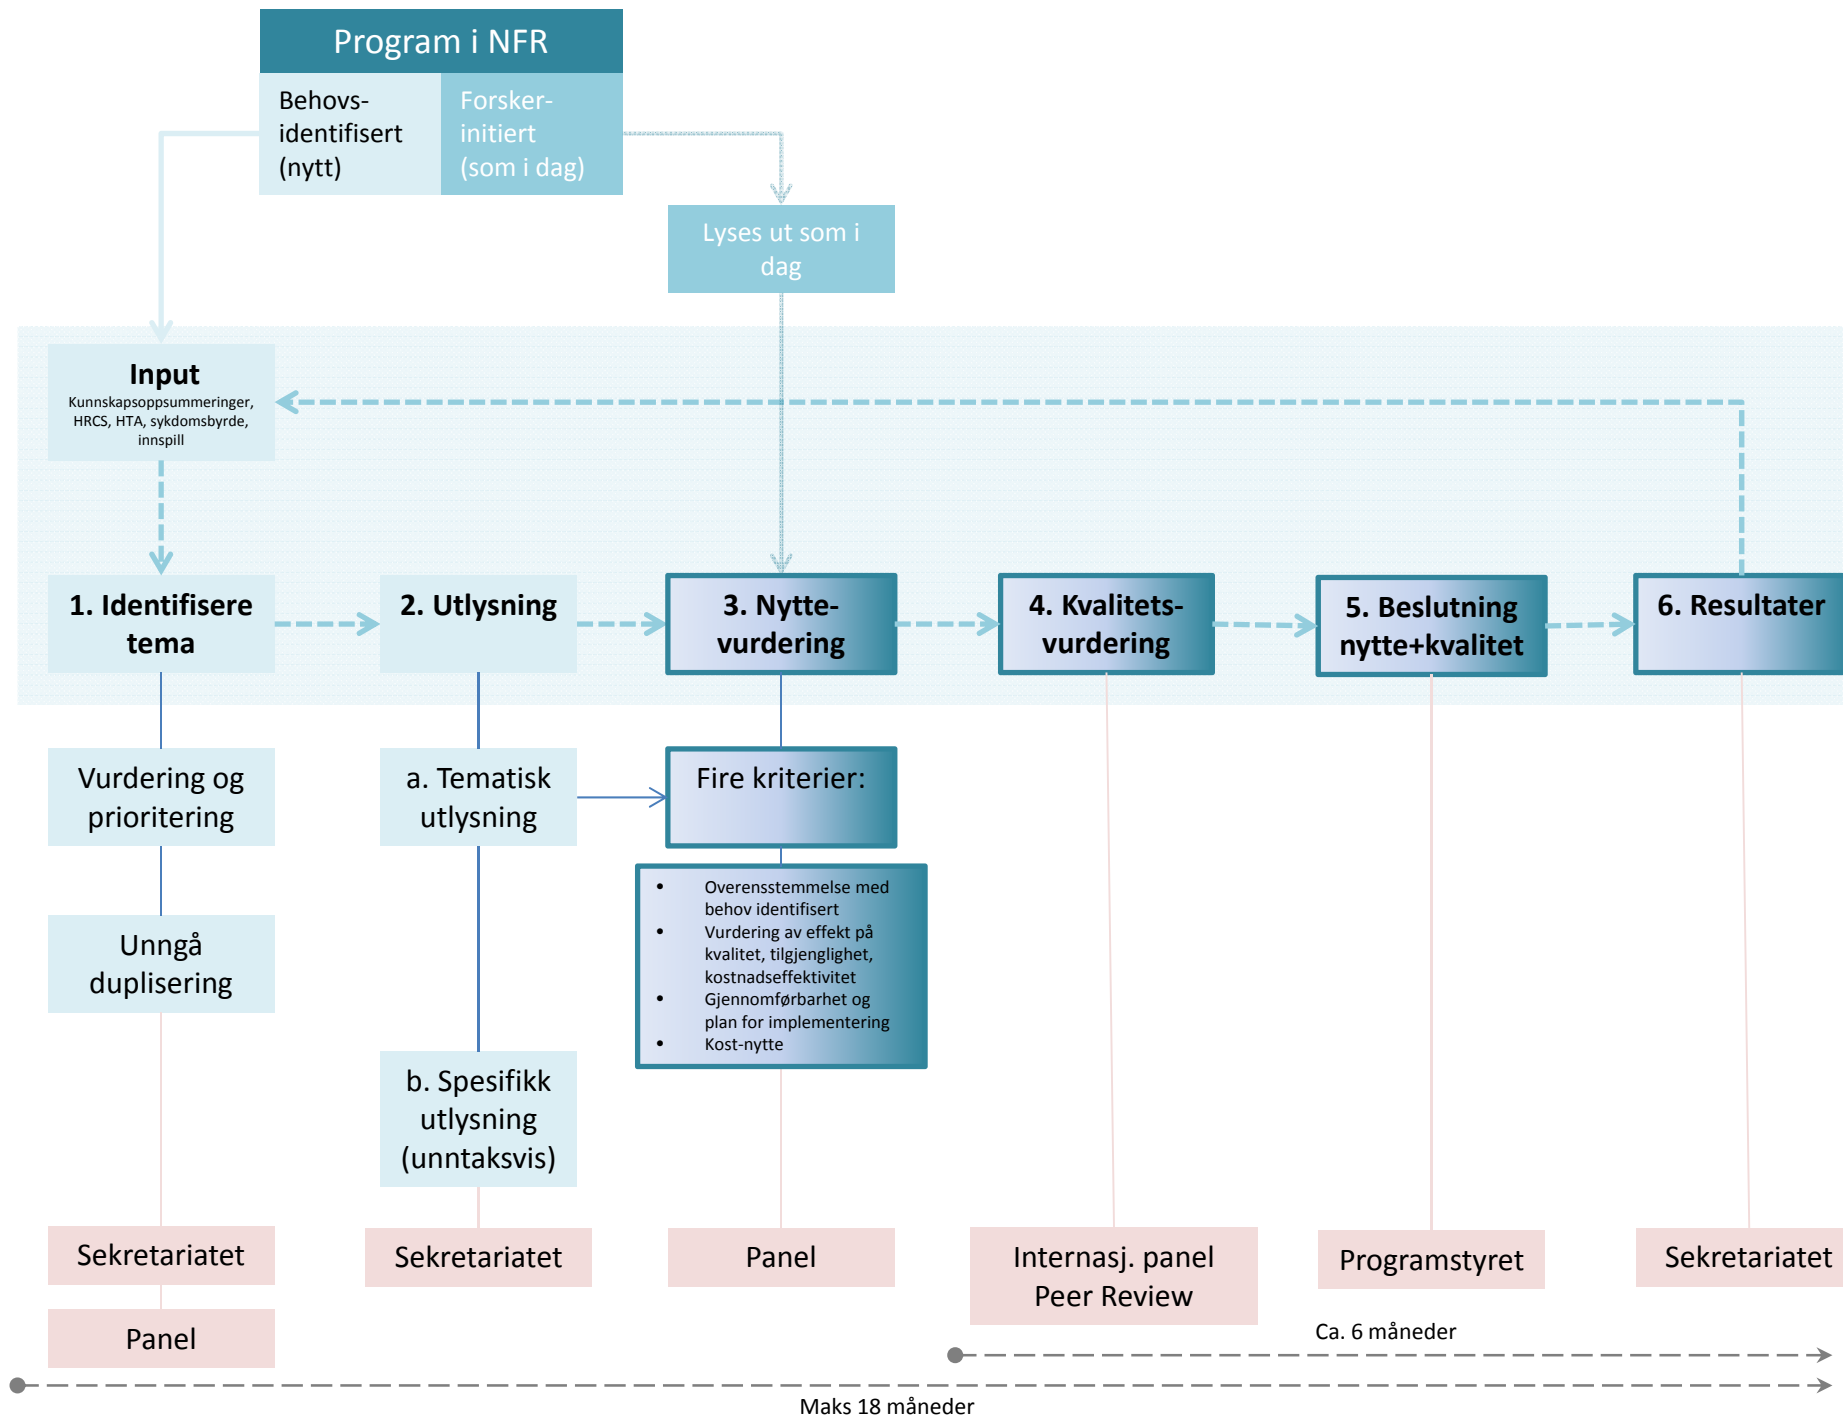 Program i NFR
Behovs-
identifisert
(nytt)
Forsker-
initiert
(som i dag)
Lyses ut som i
dag
Input
Kunnskapsoppsummeringer,
HRCS, HTA, sykdomsbyrde,
innspill
1. Identifisere
tema
2. Utlysning
3. Nytte-
vurdering
4. Kvalitets-
vurdering
5. Beslutning
nytte+kvalitet
6. Resultater
Vurdering og
prioritering
Unngå
duplisering
a. Tematisk
utlysning
b. Spesifikk
utlysning
(unntaksvis)
Fire kriterier:
• Overensstemmelse med
behov identifisert
• Vurdering av effekt på
kvalitet, tilgjenglighet,
kostnadseffektivitet
• Gjennomførbarhet og
plan for implementering
• Kost-nytte
Sekretariatet
Panel
Sekretariatet
Panel
Internasj. panel
Peer Review
Programstyret
Sekretariatet
Ca. 6 måneder
Maks 18 måneder